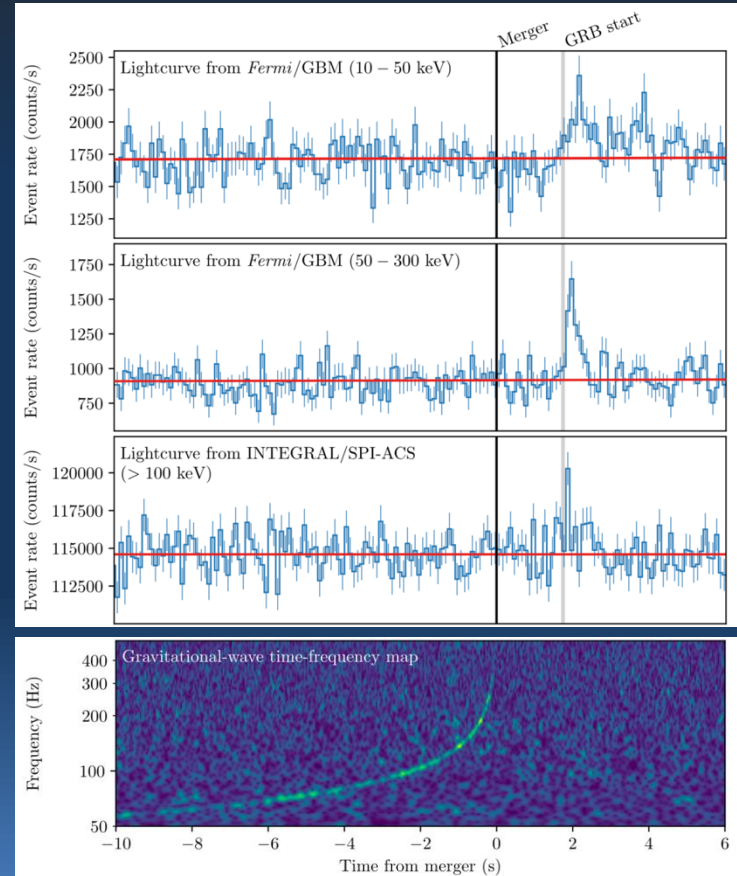 Merger
GRB start
Lightcurve from Fermi/GBM (10 − 50 keV)
Event rate (counts/s)
2500
2250
2000
1750
1500
1250
Lightcurve from Fermi/GBM (50 − 300 keV)
Event rate (counts/s)
1750
1500
1250
1000
750
Lightcurve from INTEGRAL/SPI-ACS
(> 100 keV)
Event rate (counts/s)
120000
117500
115000
112500
Gravitational-wave time-frequency map
Frequency (Hz)
400
300
200
100
50
−10 −8 −6 −4 −2 0 2 4 6
Time from merger (s)